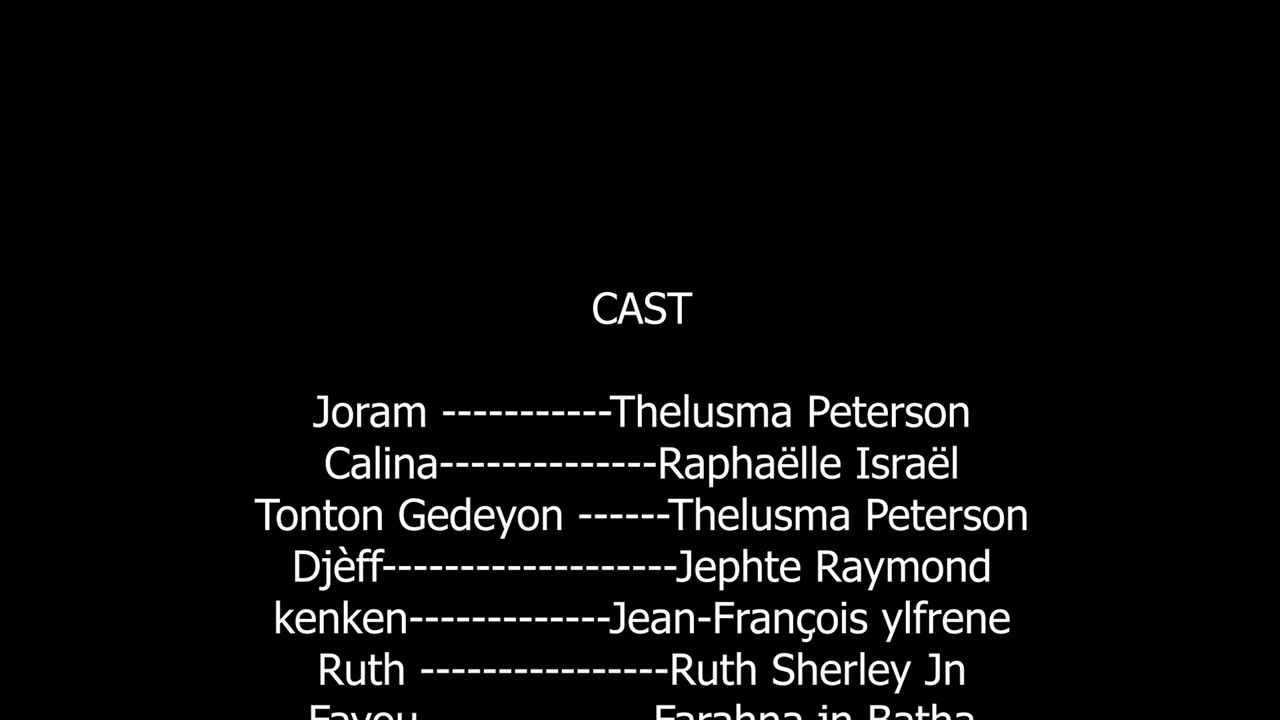 CAST
Joram -----------Thelusma Peterson
Calina--------------Raphaëlle Israël
Tonton Gedeyon ------Thelusma Peterson
Djèff-------------------Jephte Raymond
kenken-------------Jean-François ylfrene
Ruth ----------------Ruth Sherley Jn